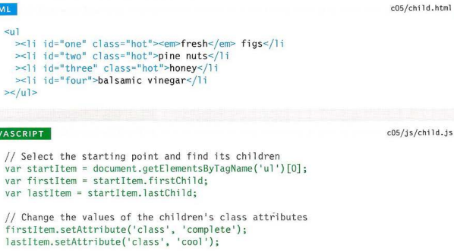 ML
c05/child.html
<ul
><li id="one" class="hot"><em>fresh</em> figs</li
><li id="two" class="hot">pine nuts</li
><li id="three" class="hot">honey</li
><li id="four">balsamic vinegar</li
></ul>
VASCRIPT
c05/js/child.js
// Select the starting point and find its children
var startItem = document.getElementsByTagName('ul')[0];
var firstItem = startItem.firstChild;
var lastItem = startItem.lastChild;
// Change the values of the children's class attributes
firstItem.setAttribute('class', 'complete');
lastItem.setAttribute('class', 'cool');